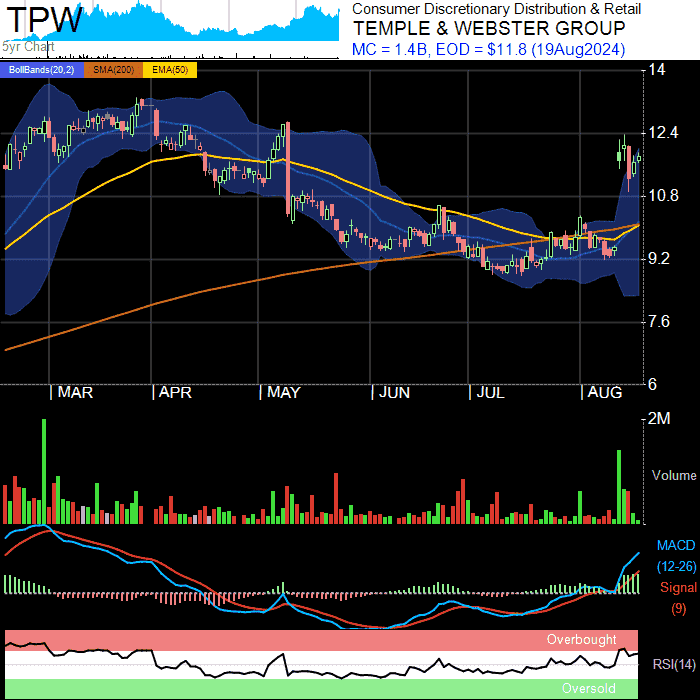 TPW
5yr Chart
Consumer Discretionary Distribution & Retail
TEMPLE & WEBSTER GROUP
MC = 1.4B, EOD = $11.8 (19Aug2024)
BollBands(20,2) SMA(200) EMA(50)
14
12.4
10.8
9.2
7.6
6
MAR APR MAY JUN JUL AUG
2M
Volume
MACD
(12-26)
Signal
(9)
Overbought
RSI(14)
Oversold